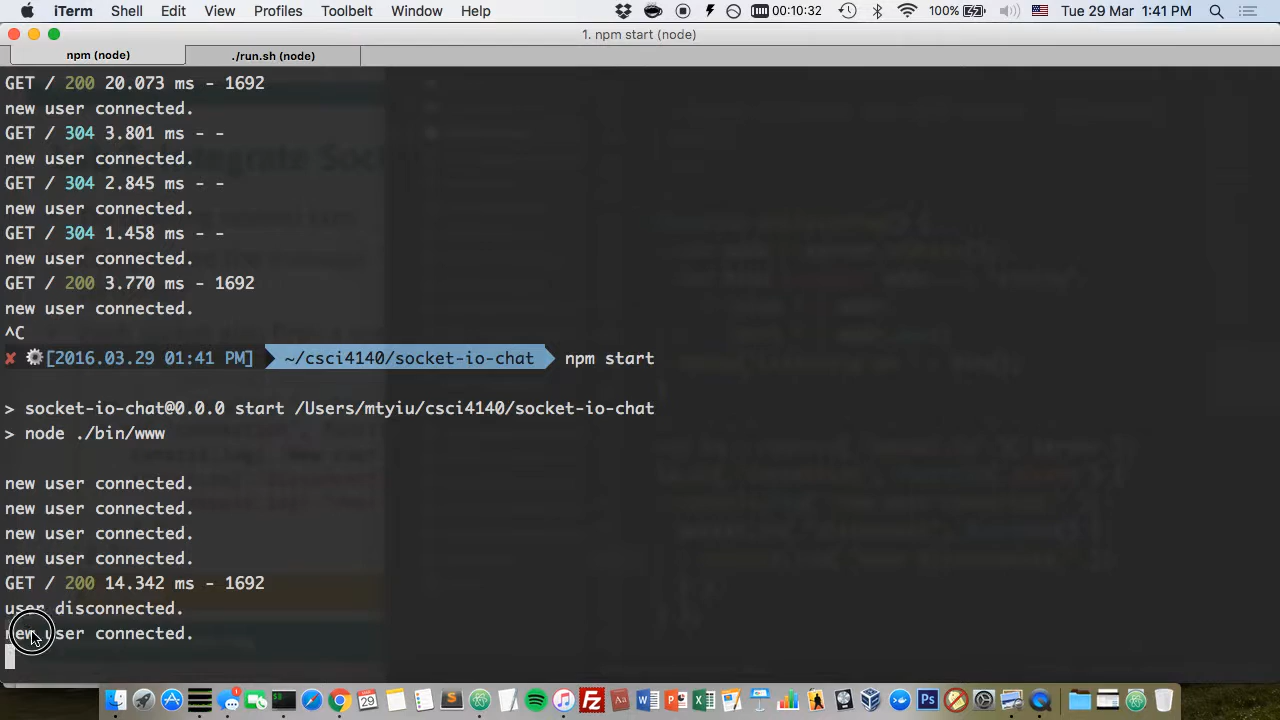 iTerm Shell Edit View Profiles Toolbelt Window Help 00:10:32 100% Tue 29 Mar 1:41 PM
1. npm start (node)
npm (node) ./run.sh (node)
GET / 200 20.073 ms - 1692
new user connected.
GET / 304 3.801 ms - -
new user connected.
GET / 304 2.845 ms - -
new user connected.
GET / 304 1.458 ms - -
new user connected.
GET / 200 3.770 ms - 1692
new user connected.
^C
✘ [2016.03.29 01:41 PM] ~/csci4140/socket-io-chat npm start
> socket-io-chat@0.0.0 start /Users/mtyiu/csci4140/socket-io-chat
> node ./bin/www
new user connected.
new user connected.
new user connected.
new user connected.
GET / 200 14.342 ms - 1692
user disconnected.
new user connected.